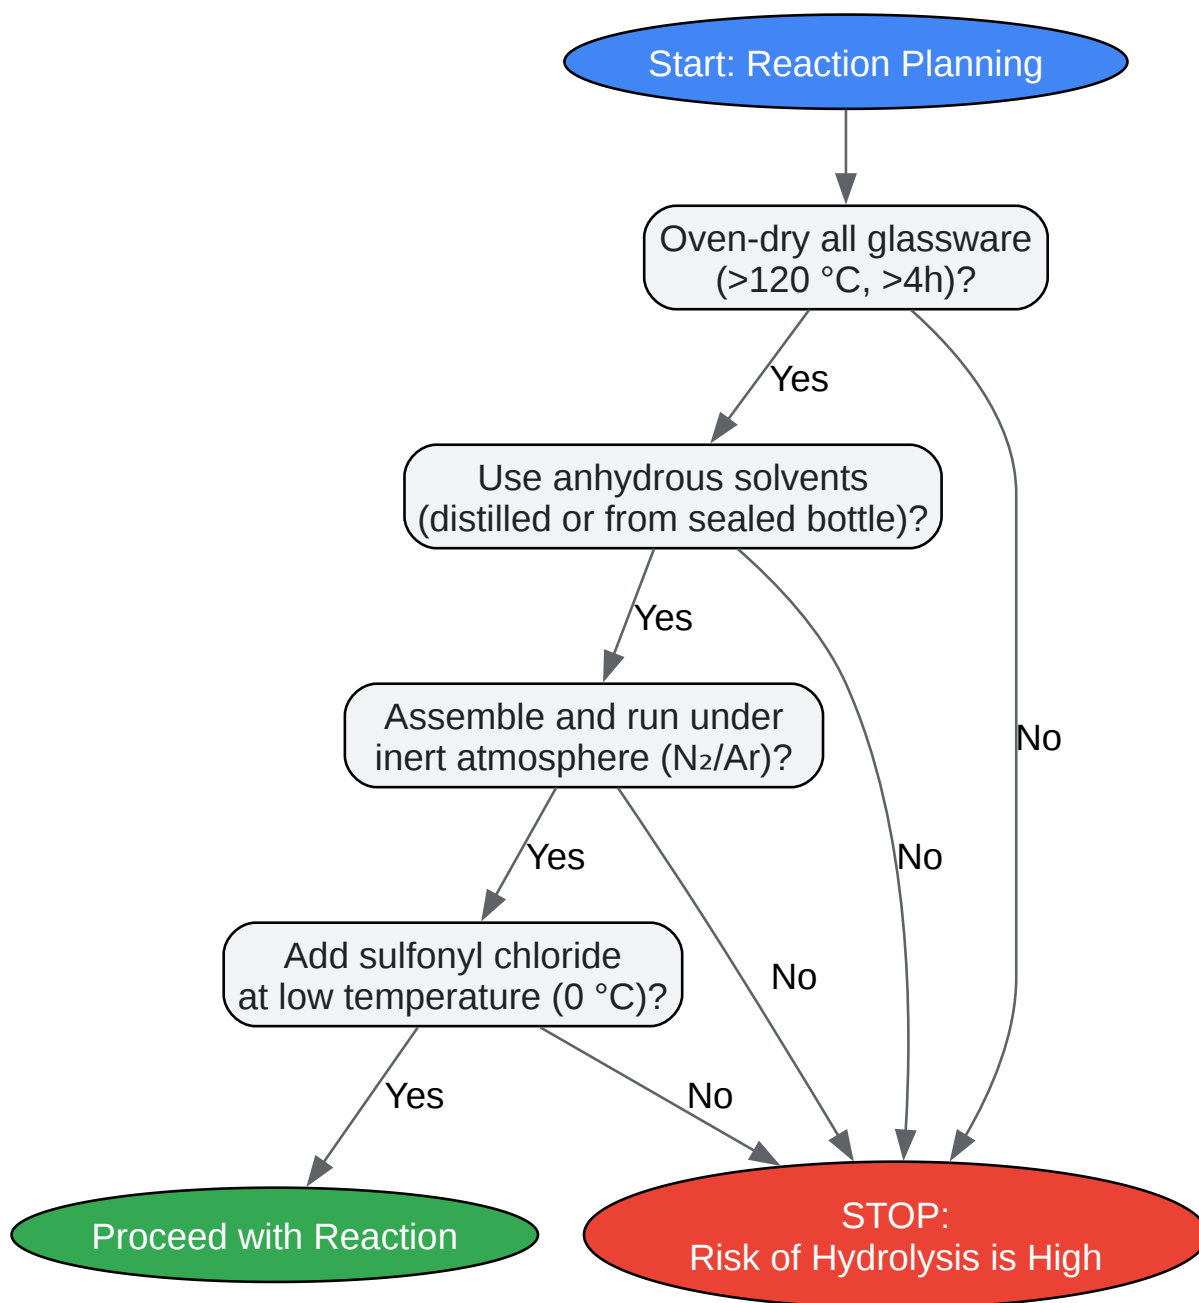 Start: Reaction Planning
Oven-dry all glassware
(>120 °C, >4h)?
Yes
Use anhydrous solvents
(distilled or from sealed bottle)?
Yes
Assemble and run under
inert atmosphere (N₂/Ar)?
No
Yes
No
Add sulfonyl chloride
at low temperature (0 °C)?
No
Yes
No
Proceed with Reaction
STOP:
Risk of Hydrolysis is High